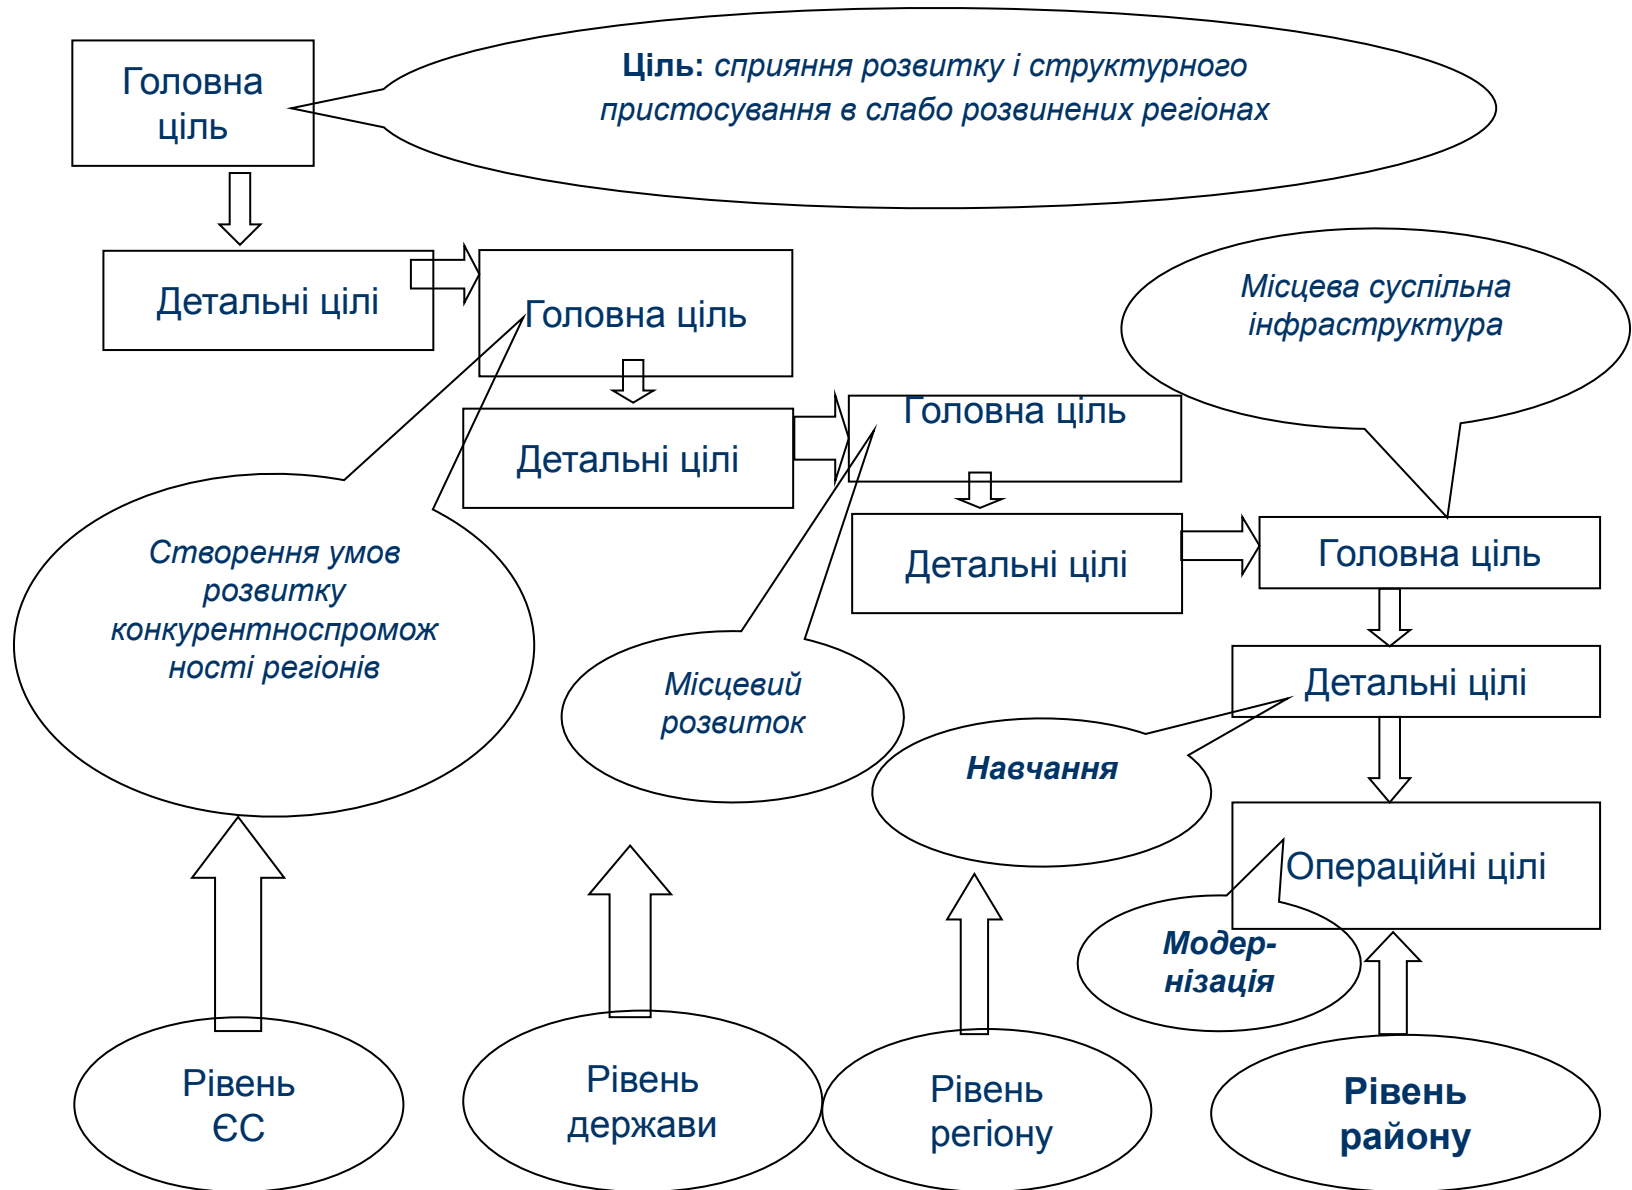 Головна
ціль
Ціль: сприяння розвитку і структурного
пристосування в слабо розвинених регіонах
Детальні цілі
Головна ціль
Місцева суспільна
інфраструктура
Детальні цілі
Головна ціль
Детальні цілі
Головна ціль
Створення умов
розвитку
конкурентноспромож
ності регіонів
Місцевий
розвиток
Детальні цілі
Навчання
Операційні цілі
Модер-
нізація
Рівень
ЄС
Рівень
держави
Рівень
регіону
Рівень
району